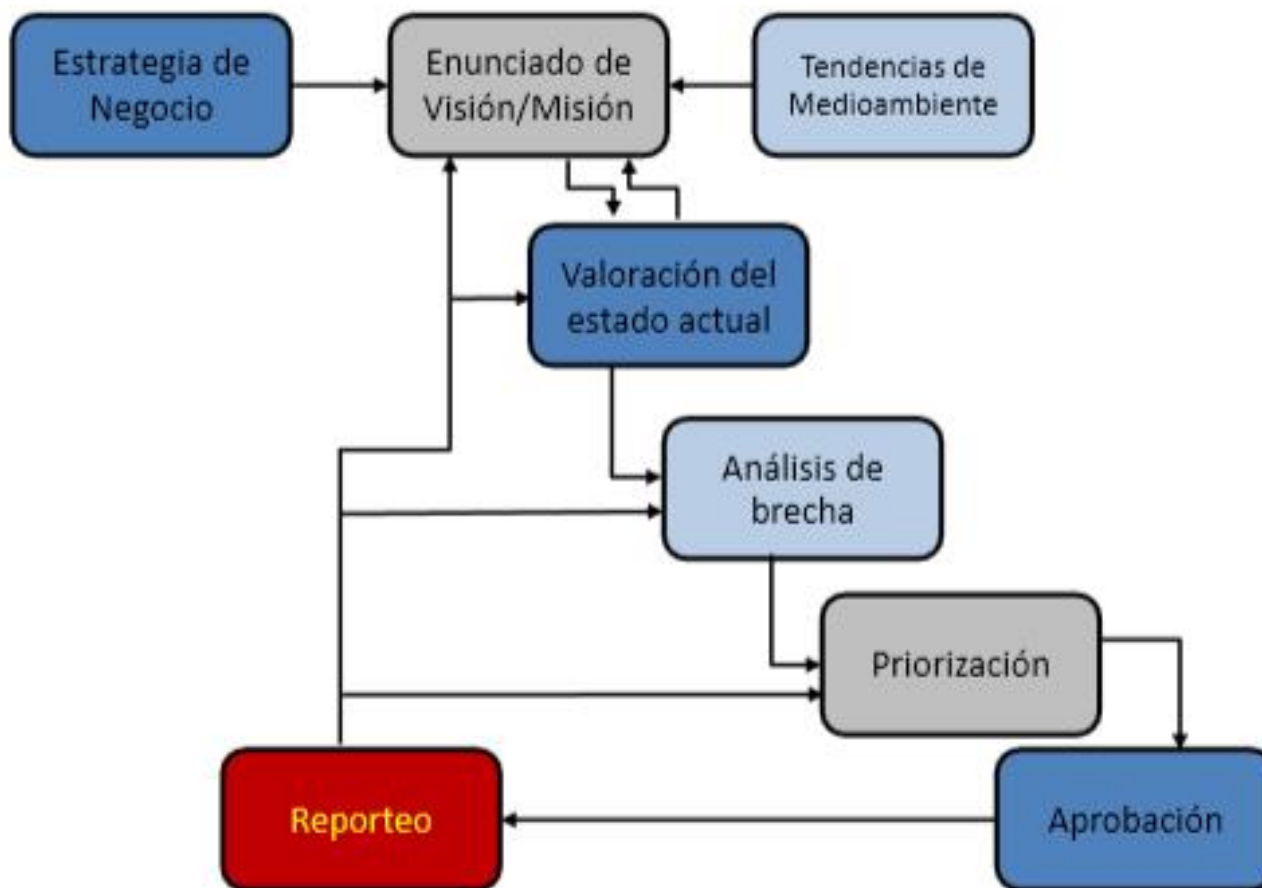 Estrategia de
Negocio
Enunciado de
Visión/Misión
Tendencias de
Medioambiente
Valoración del
estado actual
Análisis de
brecha
Priorización
Reporteo
Aprobación